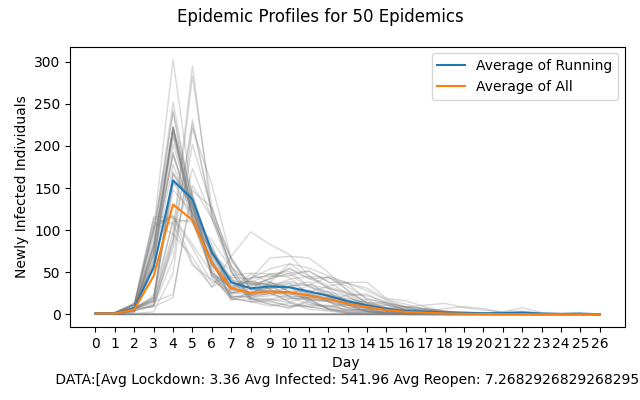 Epidemic Profiles for 50 Epidemics
Average of Running
Average of All
Newly Infected Individuals
300
250
200
150
100
50
0
0 1 2 3 4 5 6 7 8 9 10 11 12 13 14 15 16 17 18 19 20 21 22 23 24 25 26
Day
DATA:[Avg Lockdown: 3.36 Avg Infected: 541.96 Avg Reopen: 7.2682926829268295